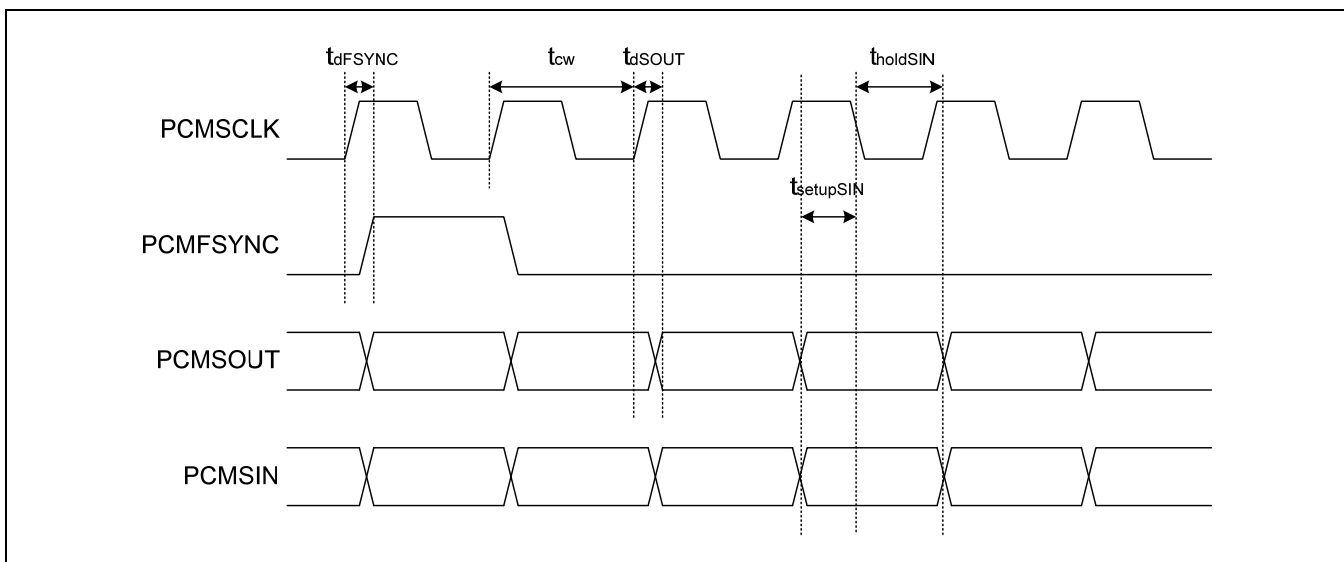 tdFSYNC tcw tdSOUT tholdSIN
PCMSCLK
tsetupSIN
PCMFSYNC
PCMSOUT
PCMSIN